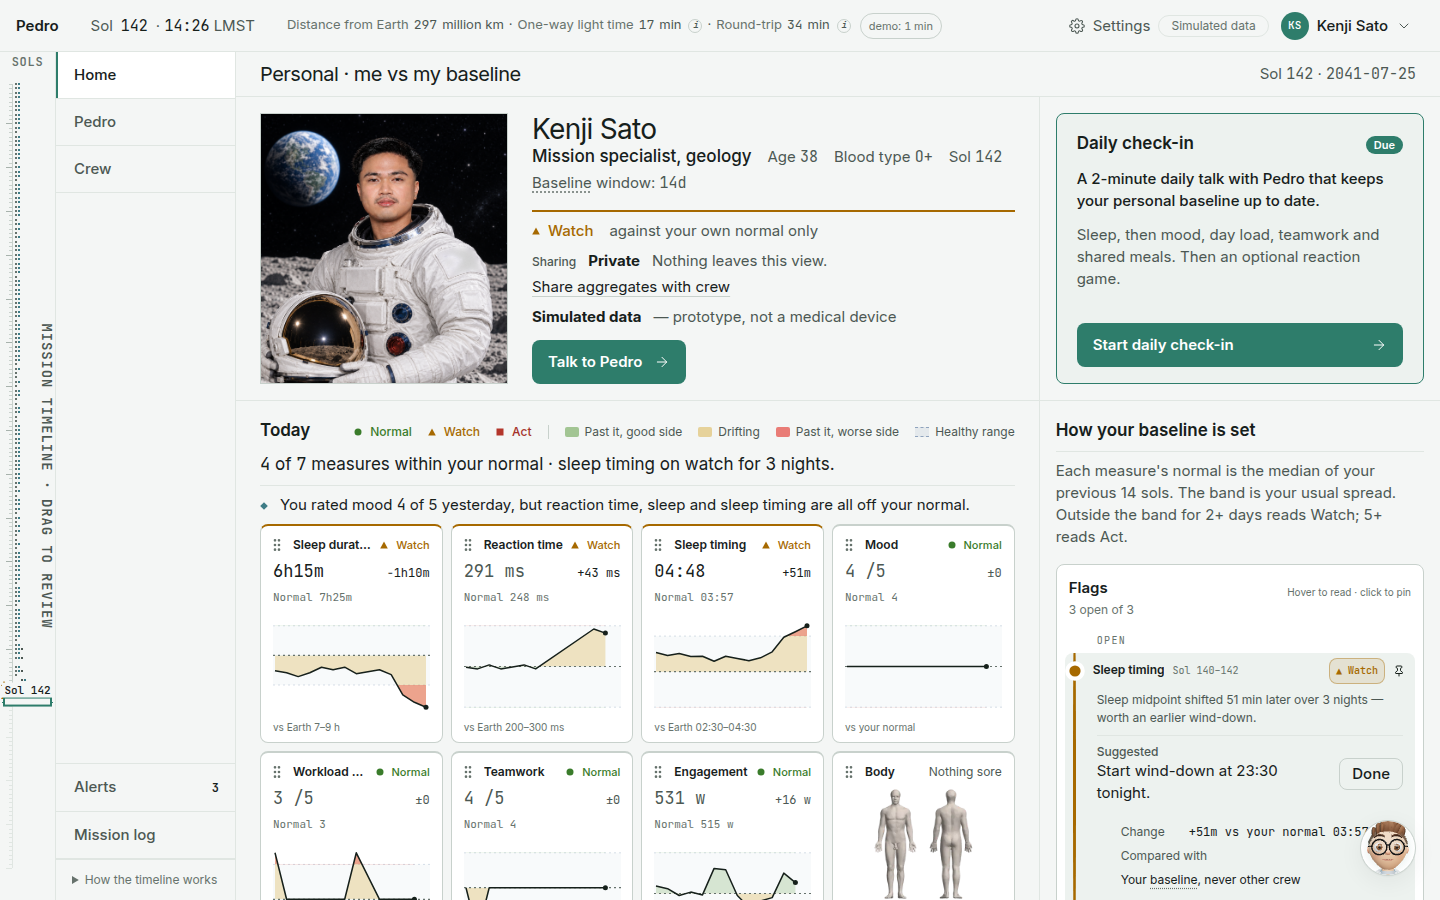 Pedro
Sol 142 · 14:26 LMST
Distance from Earth 297 million km · One-way light time 17 min i · Round-trip 34 min i
demo: 1 min
Settings
Simulated data
KS
Kenji Sato
SOLS
MISSION TIMELINE · DRAG TO REVIEW
Sol 142
Home
Pedro
Crew
Alerts 3
Mission log
How the timeline works
Personal · me vs my baseline
Sol 142 · 2041-07-25
Kenji Sato
Mission specialist, geology Age 38 Blood type O+ Sol 142
Baseline window: 14d
Watch against your own normal only
Sharing Private Nothing leaves this view.
Share aggregates with crew
Simulated data — prototype, not a medical device
Talk to Pedro →
Daily check-in
Due
A 2-minute daily talk with Pedro that keeps
your personal baseline up to date.
Sleep, then mood, day load, teamwork and
shared meals. Then an optional reaction
game.
Start daily check-in →
Today
Normal Watch Act Past it, good side Drifting Past it, worse side Healthy range
4 of 7 measures within your normal · sleep timing on watch for 3 nights.
You rated mood 4 of 5 yesterday, but reaction time, sleep and sleep timing are all off your normal.
Sleep durat... Watch
6h15m -1h10m
Normal 7h25m
vs Earth 7–9 h
Reaction time Watch
291 ms +43 ms
Normal 248 ms
vs Earth 200–300 ms
Sleep timing Watch
04:48 +51m
Normal 03:57
vs Earth 02:30–04:30
Mood Normal
4 /5 ±0
Normal 4
vs your normal
Workload ... Normal
3 /5 ±0
Normal 3
Teamwork Normal
4 /5 ±0
Normal 4
Engagement Normal
531 w +16 w
Normal 515 w
Body Nothing sore
How your baseline is set
Each measure's normal is the median of your
previous 14 sols. The band is your usual spread.
Outside the band for 2+ days reads Watch; 5+
reads Act.
Flags
Hover to read · click to pin
3 open of 3
OPEN
Sleep timing Sol 140–142 Watch
Sleep midpoint shifted 51 min later over 3 nights —
worth an earlier wind-down.
Suggested
Start wind-down at 23:30
tonight.
Done
Change +51m vs your normal 03:57
Compared with
Your baseline, never other crew